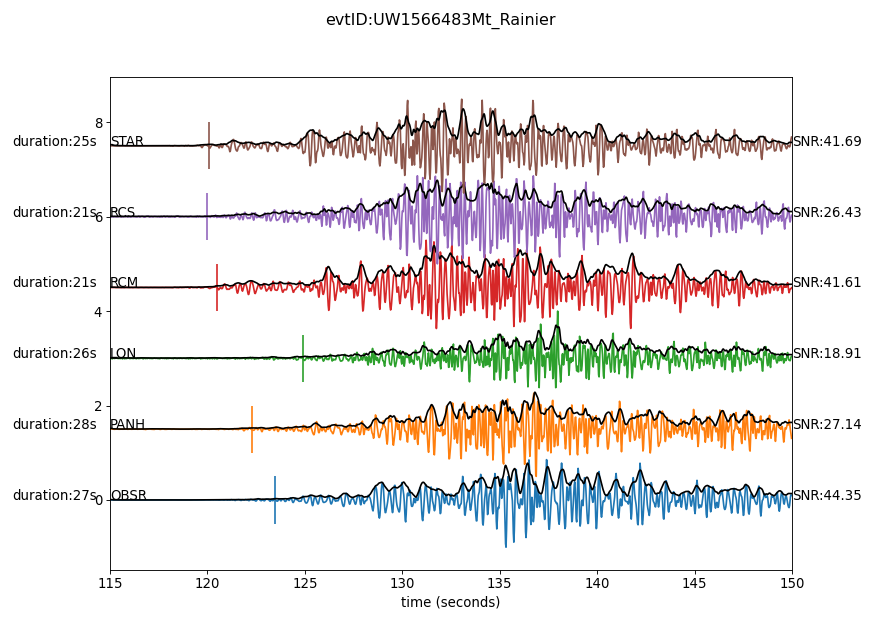 evtID:UW1566483Mt_Rainier
8
duration:25s STAR SNR:41.69
duration:21s RCS SNR:26.43
6
duration:21s RCM SNR:41.61
4
duration:26s LON SNR:18.91
2
duration:28s PANH SNR:27.14
duration:27s OBSR SNR:44.35
0
115 120 125 130 135 140 145 150
time (seconds)